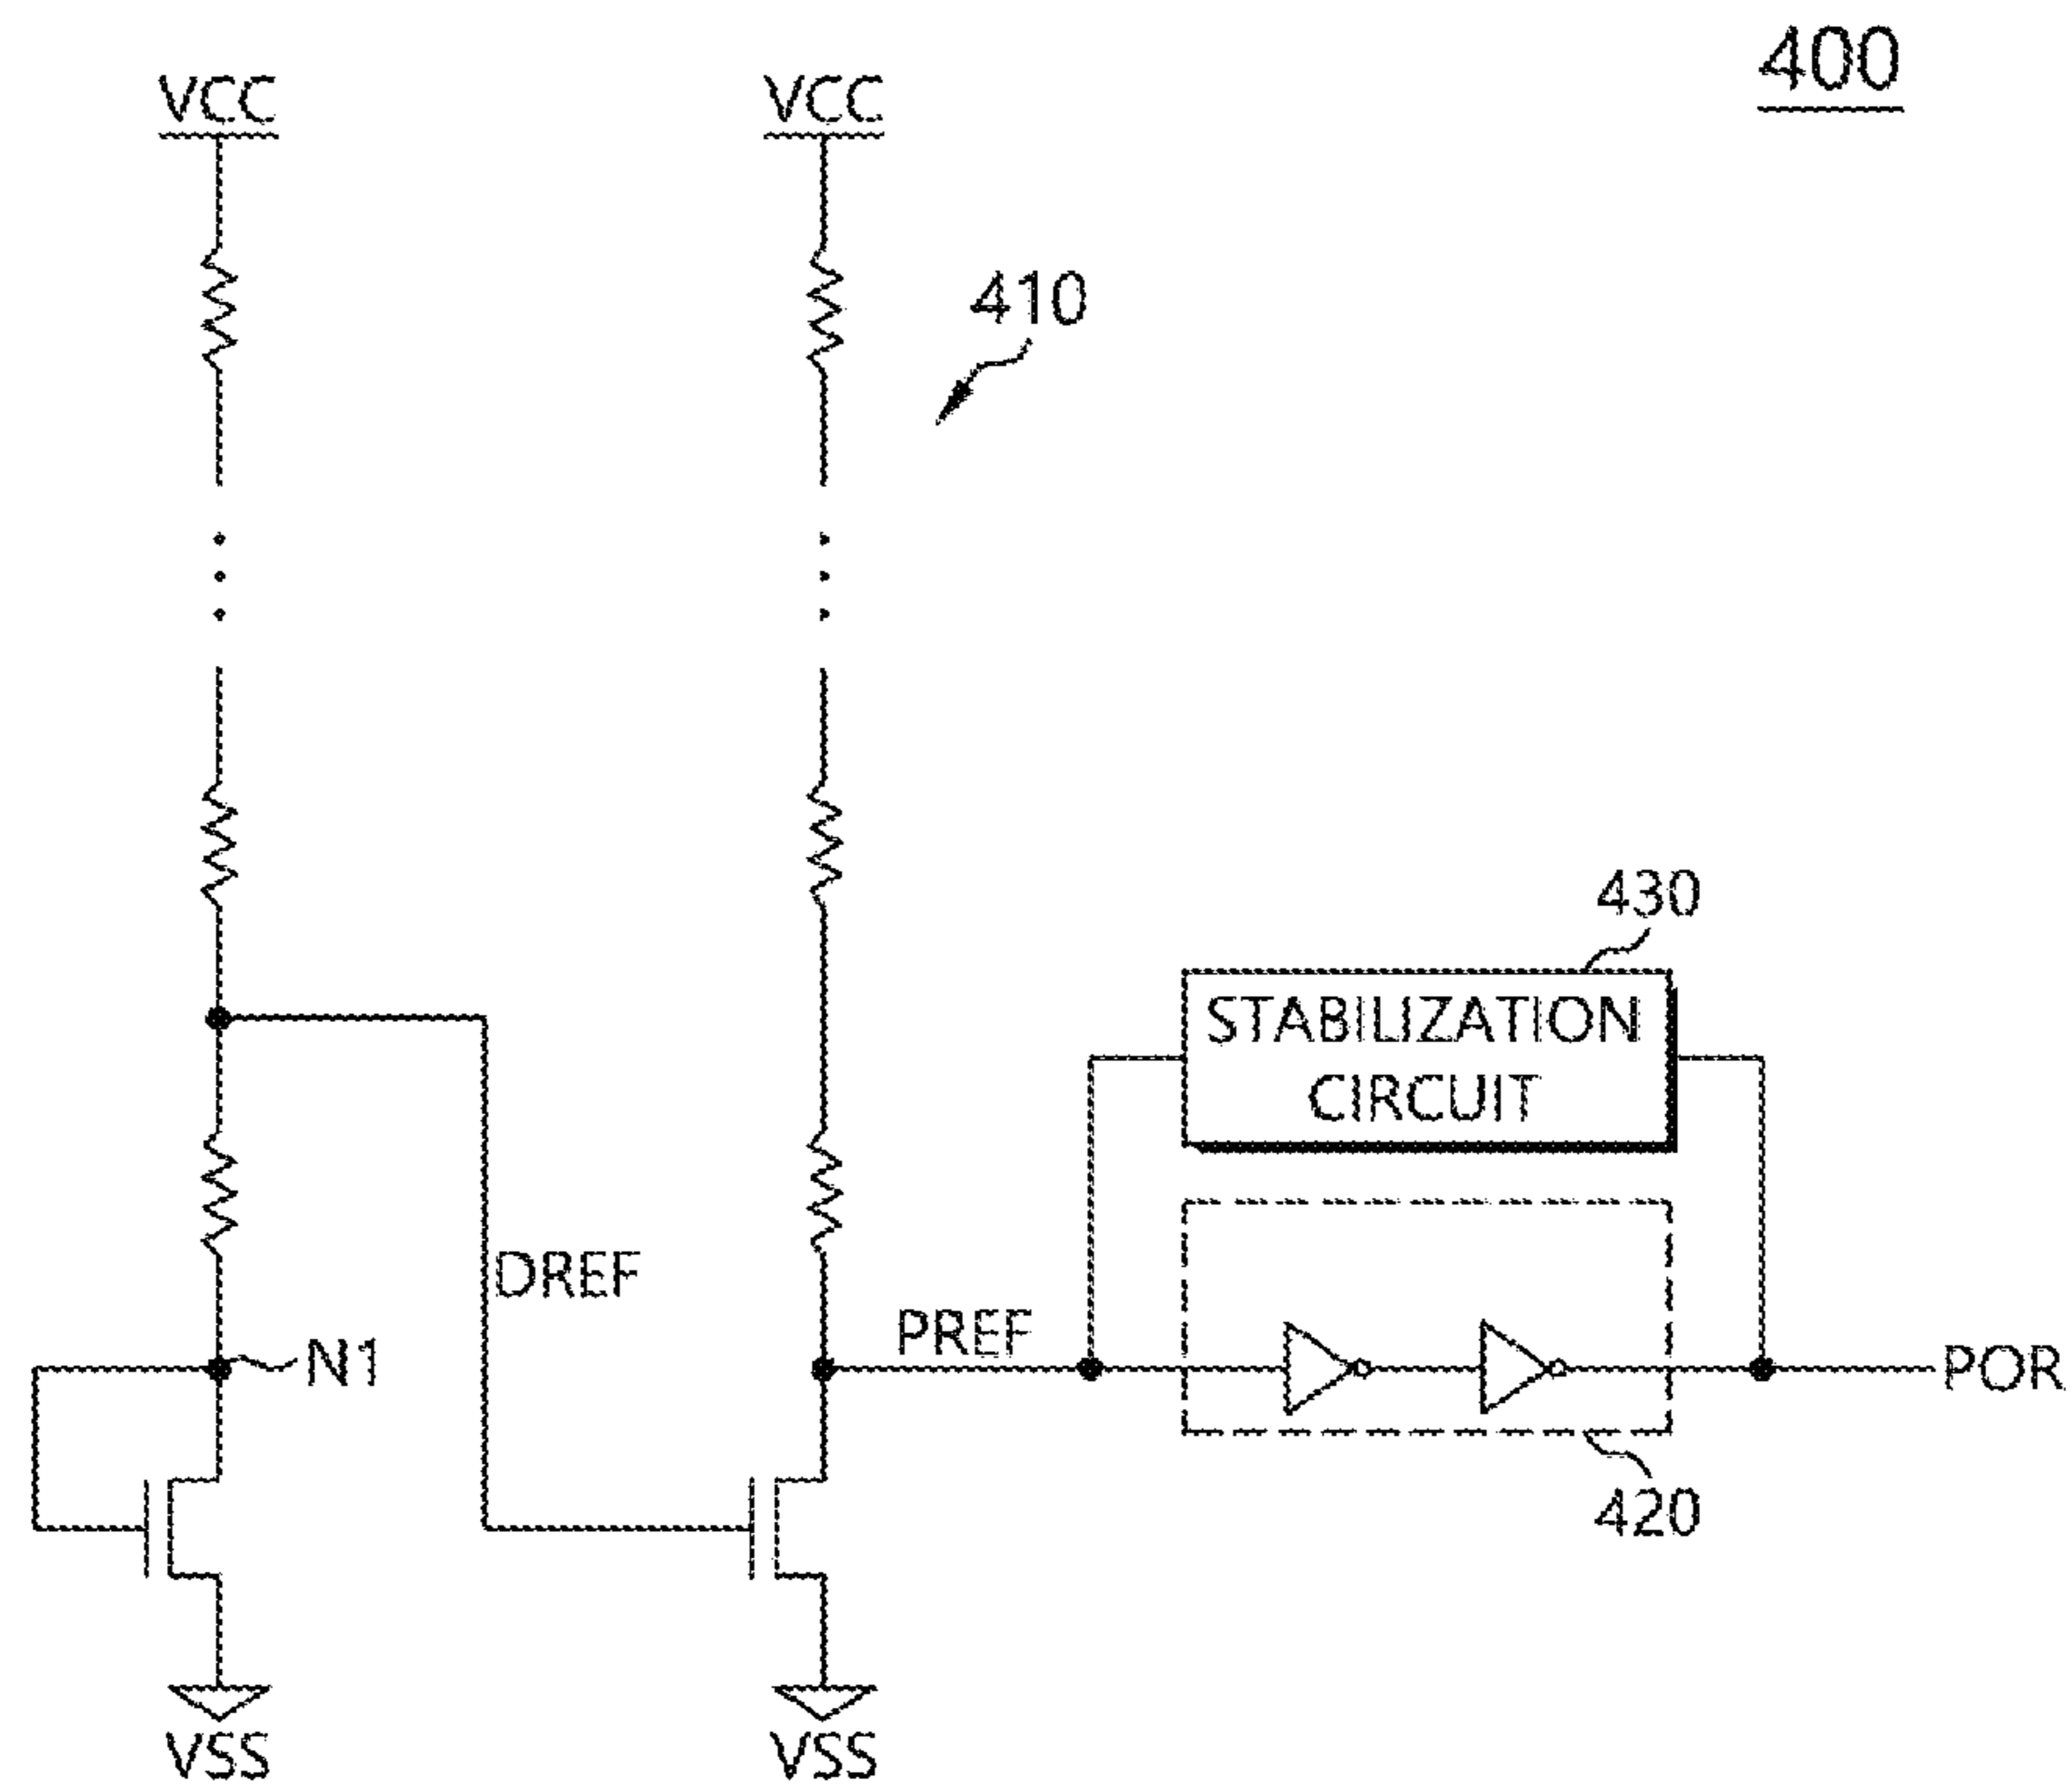 400
VCC
VCC
410
430
STABILIZATION
CIRCUIT
DREF
PREF
N1
POR
420
VSS
VSS